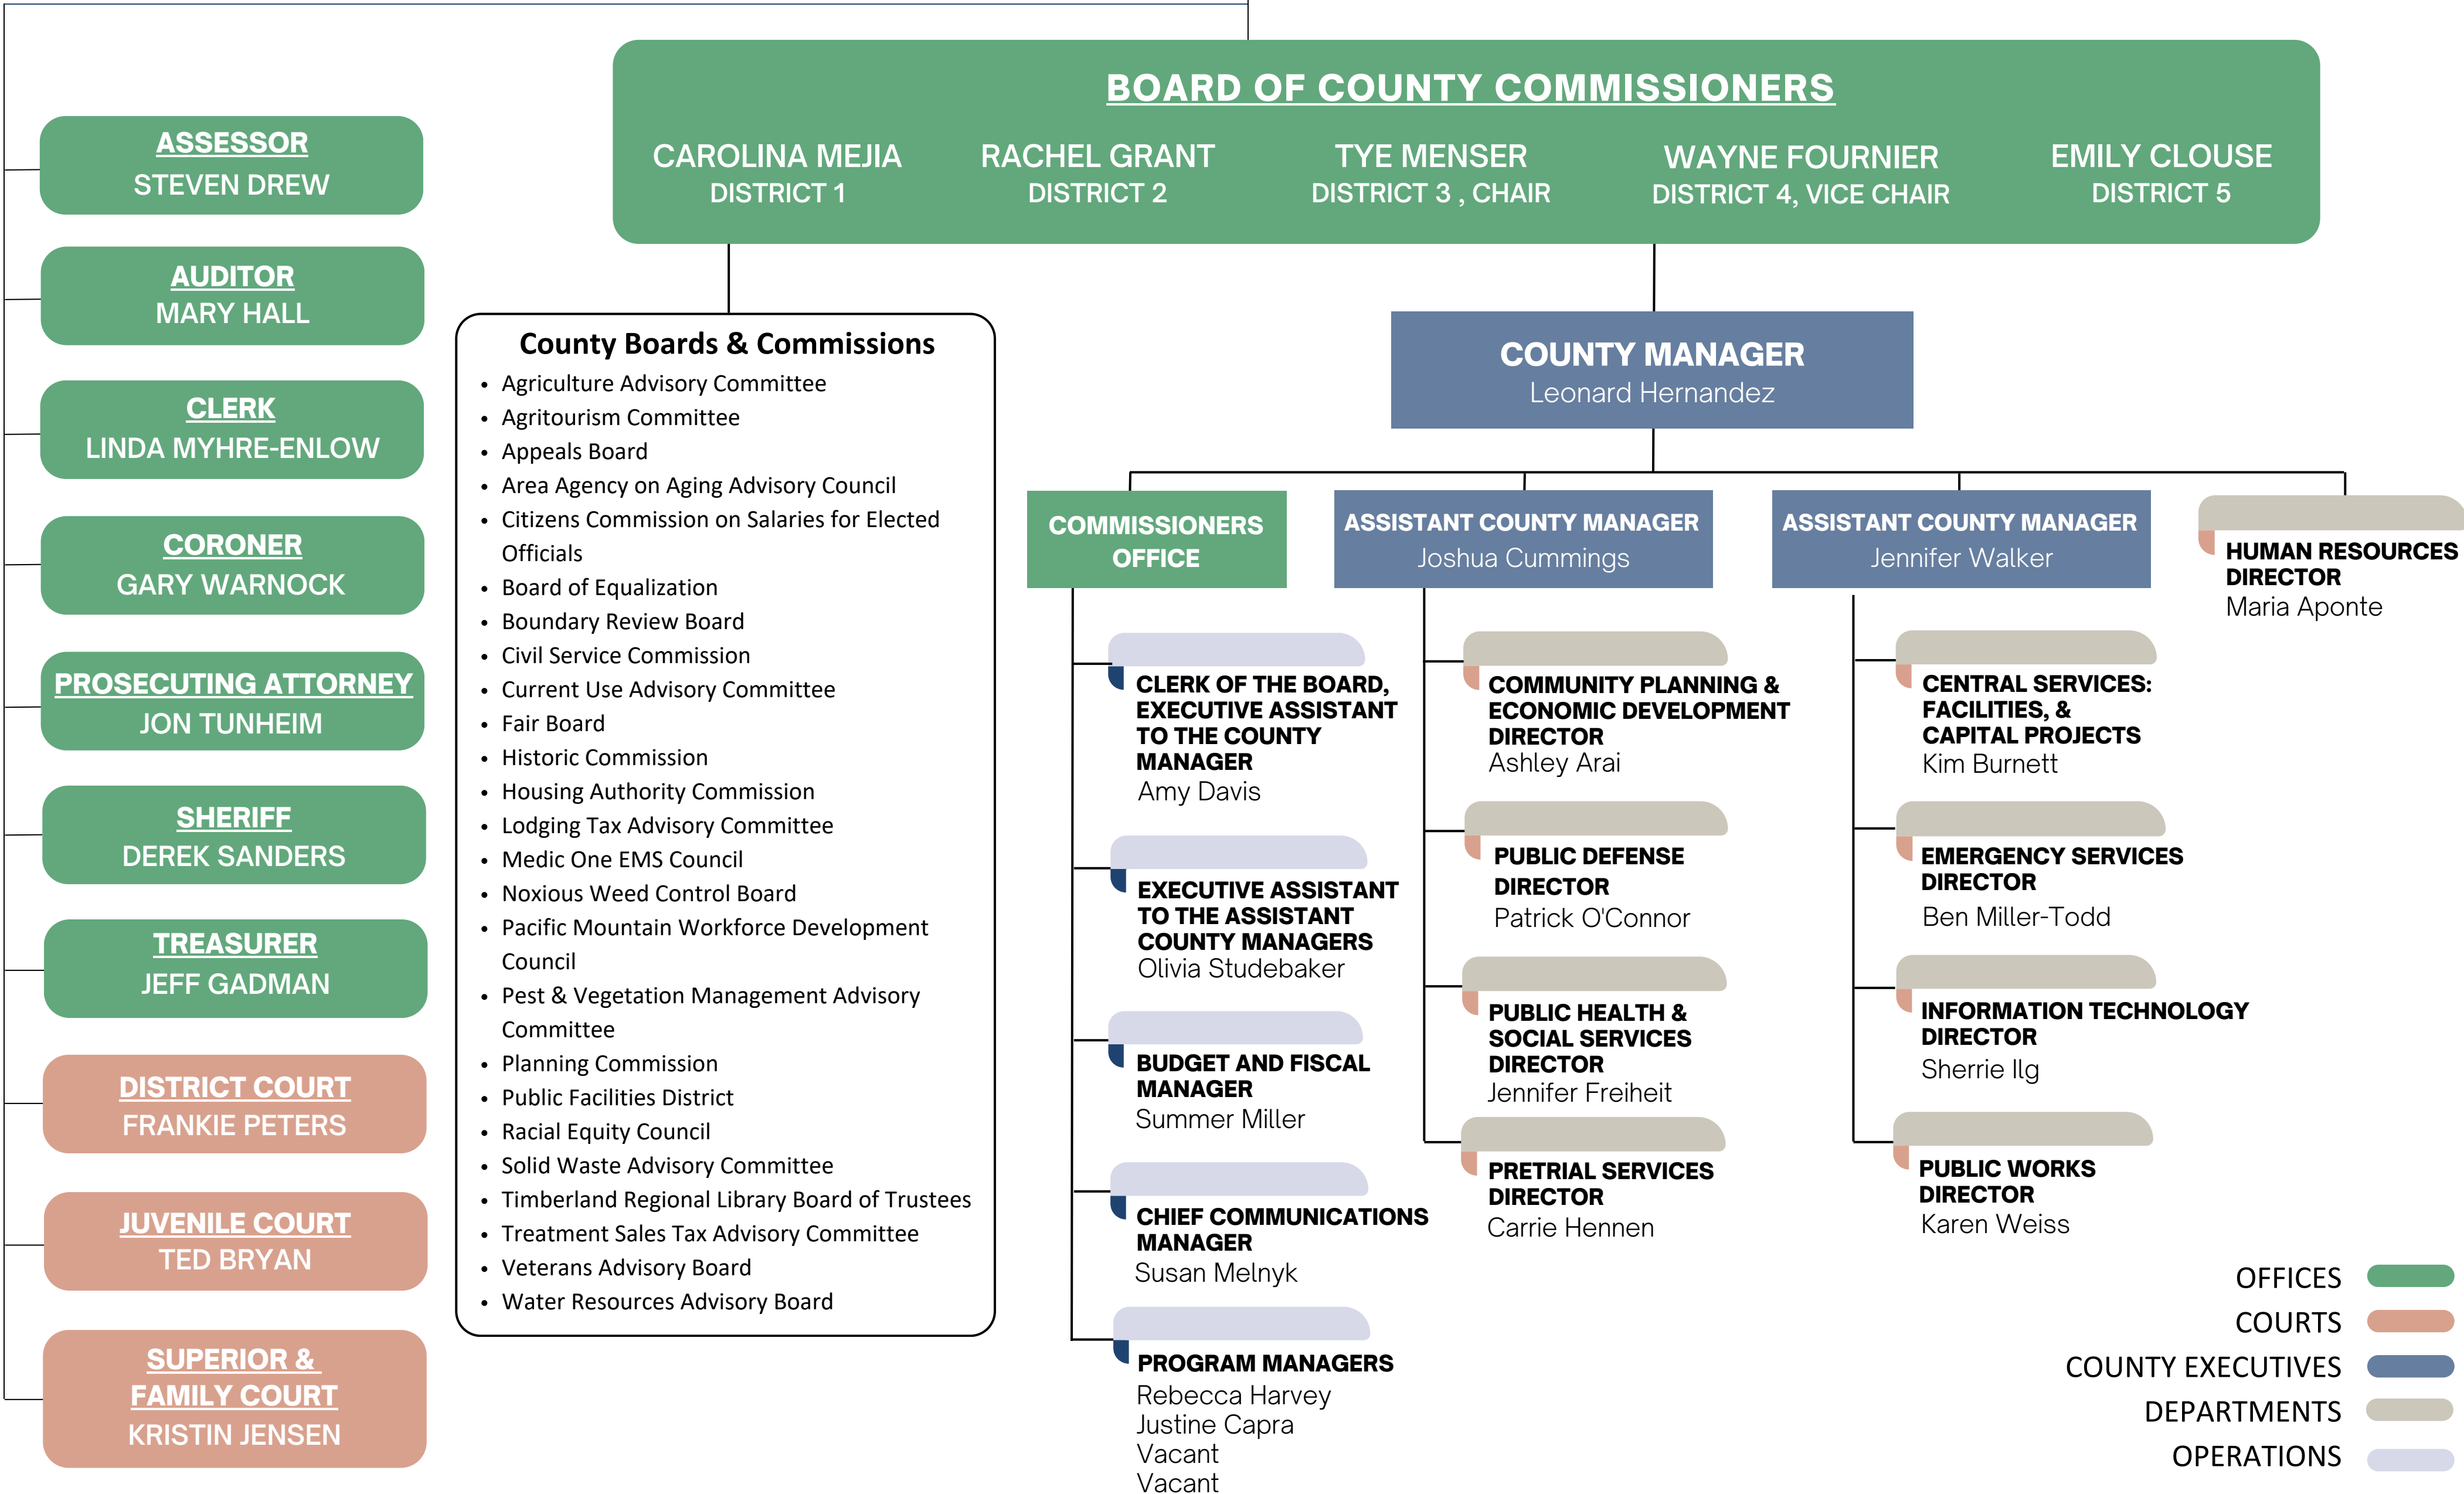 BOARD OF COUNTY COMMISSIONERS
CAROLINA MEJIA
DISTRICT 1
RACHEL GRANT
DISTRICT 2
TYE MENSER
DISTRICT 3 , CHAIR
WAYNE FOURNIER
DISTRICT 4, VICE CHAIR
EMILY CLOUSE
DISTRICT 5
ASSESSOR
STEVEN DREW
AUDITOR
MARY HALL
CLERK
LINDA MYHRE-ENLOW
CORONER
GARY WARNOCK
PROSECUTING ATTORNEY
JON TUNHEIM
SHERIFF
DEREK SANDERS
TREASURER
JEFF GADMAN
DISTRICT COURT
FRANKIE PETERS
JUVENILE COURT
TED BRYAN
SUPERIOR &
FAMILY COURT
KRISTIN JENSEN
County Boards & Commissions
• Agriculture Advisory Committee
• Agritourism Committee
• Appeals Board
• Area Agency on Aging Advisory Council
• Citizens Commission on Salaries for Elected
Officials
• Board of Equalization
• Boundary Review Board
• Civil Service Commission
• Current Use Advisory Committee
• Fair Board
• Historic Commission
• Housing Authority Commission
• Lodging Tax Advisory Committee
• Medic One EMS Council
• Noxious Weed Control Board
• Pacific Mountain Workforce Development
Council
• Pest & Vegetation Management Advisory
Committee
• Planning Commission
• Public Facilities District
• Racial Equity Council
• Solid Waste Advisory Committee
• Timberland Regional Library Board of Trustees
• Treatment Sales Tax Advisory Committee
• Veterans Advisory Board
• Water Resources Advisory Board
COUNTY MANAGER
Leonard Hernandez
COMMISSIONERS
OFFICE
CLERK OF THE BOARD,
EXECUTIVE ASSISTANT
TO THE COUNTY
MANAGER
Amy Davis
EXECUTIVE ASSISTANT
TO THE ASSISTANT
COUNTY MANAGERS
Olivia Studebaker
BUDGET AND FISCAL
MANAGER
Summer Miller
CHIEF COMMUNICATIONS
MANAGER
Susan Melnyk
PROGRAM MANAGERS
Rebecca Harvey
Justine Capra
Vacant
Vacant
ASSISTANT COUNTY MANAGER
Joshua Cummings
COMMUNITY PLANNING &
ECONOMIC DEVELOPMENT
DIRECTOR
Ashley Arai
PUBLIC DEFENSE
DIRECTOR
Patrick O'Connor
PUBLIC HEALTH &
SOCIAL SERVICES
DIRECTOR
Jennifer Freiheit
PRETRIAL SERVICES
DIRECTOR
Carrie Hennen
ASSISTANT COUNTY MANAGER
Jennifer Walker
CENTRAL SERVICES:
FACILITIES, &
CAPITAL PROJECTS
Kim Burnett
EMERGENCY SERVICES
DIRECTOR
Ben Miller-Todd
INFORMATION TECHNOLOGY
DIRECTOR
Sherrie Ilg
PUBLIC WORKS
DIRECTOR
Karen Weiss
HUMAN RESOURCES
DIRECTOR
Maria Aponte
OFFICES
COURTS
COUNTY EXECUTIVES
DEPARTMENTS
OPERATIONS